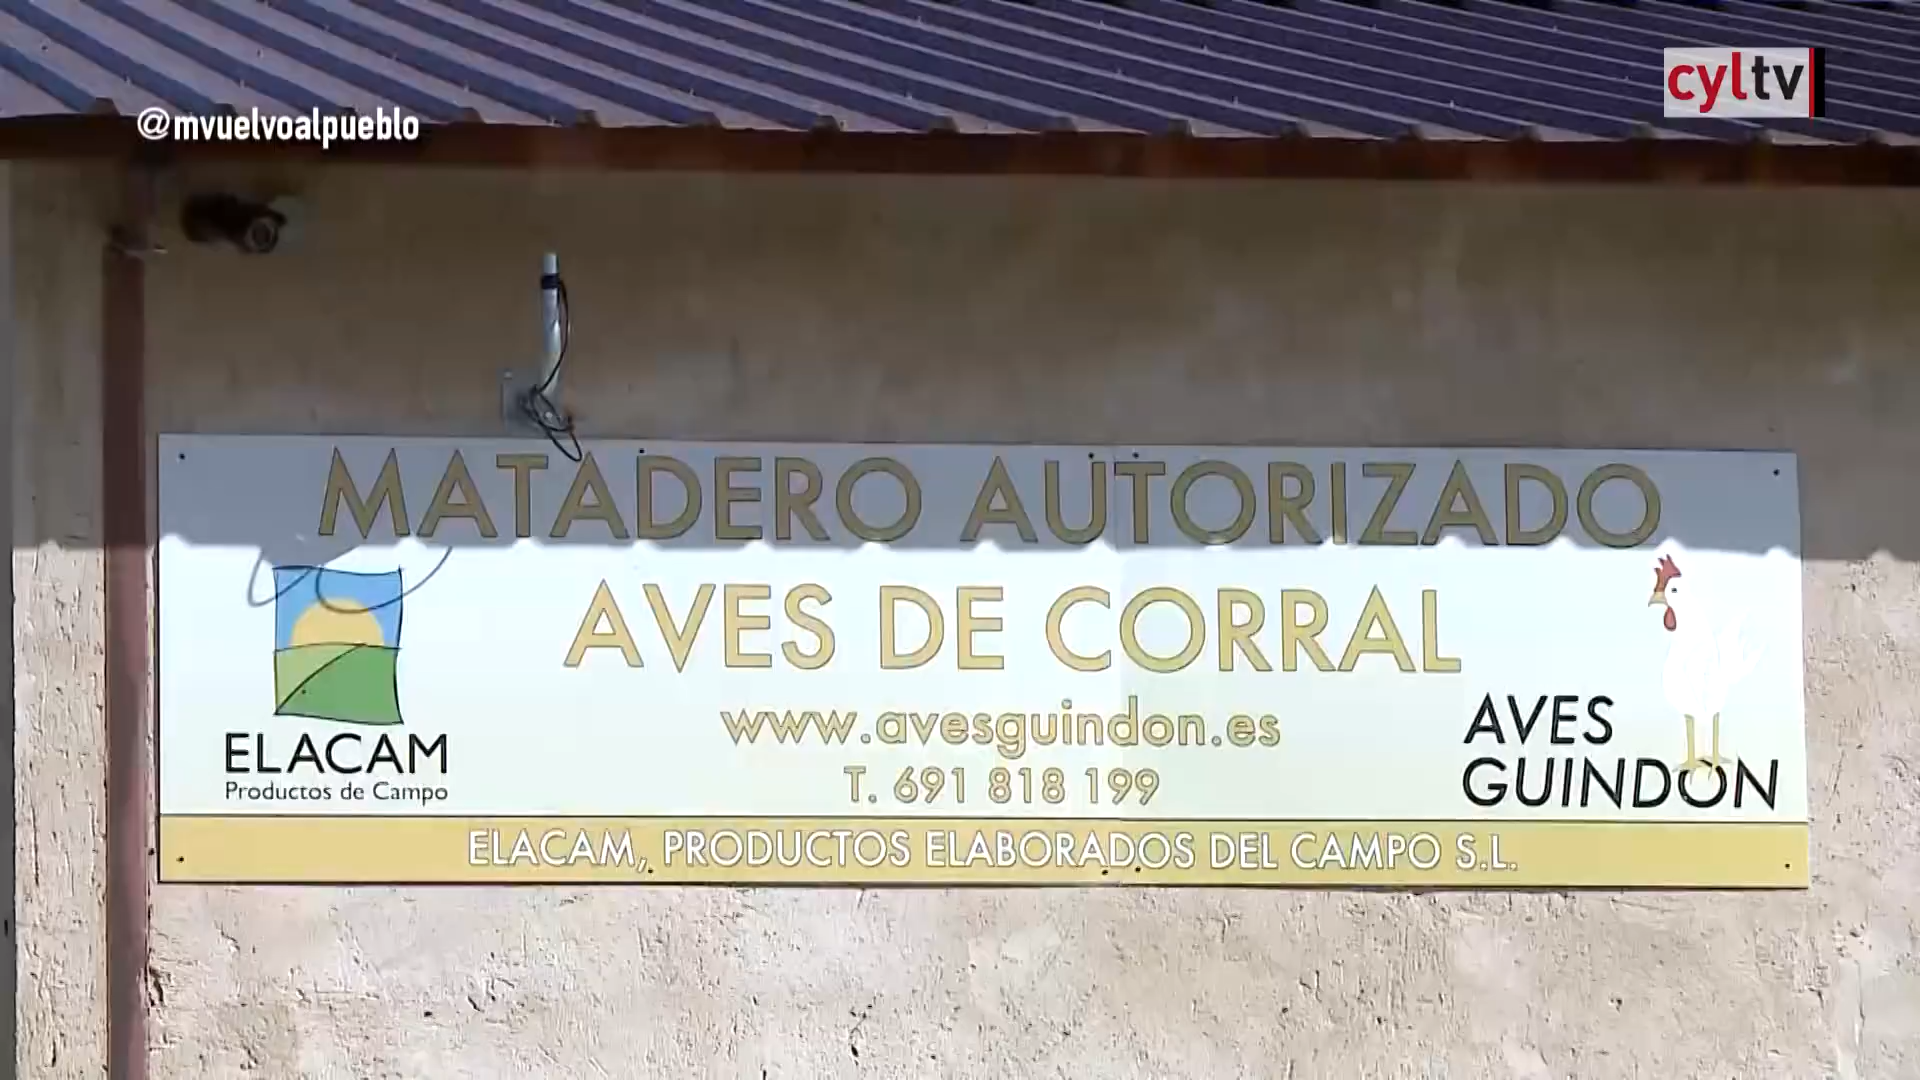 cyltv
@mvuelvoalpueblo
MATADERO AUTORIZADO
AVES DE CORRAL
www.avesguindon.es
T. 691 818 199
ELACAM
Productos de Campo
AVES
GUINDON
ELACAM, PRODUCTOS ELABORADOS DEL CAMPO S.L.